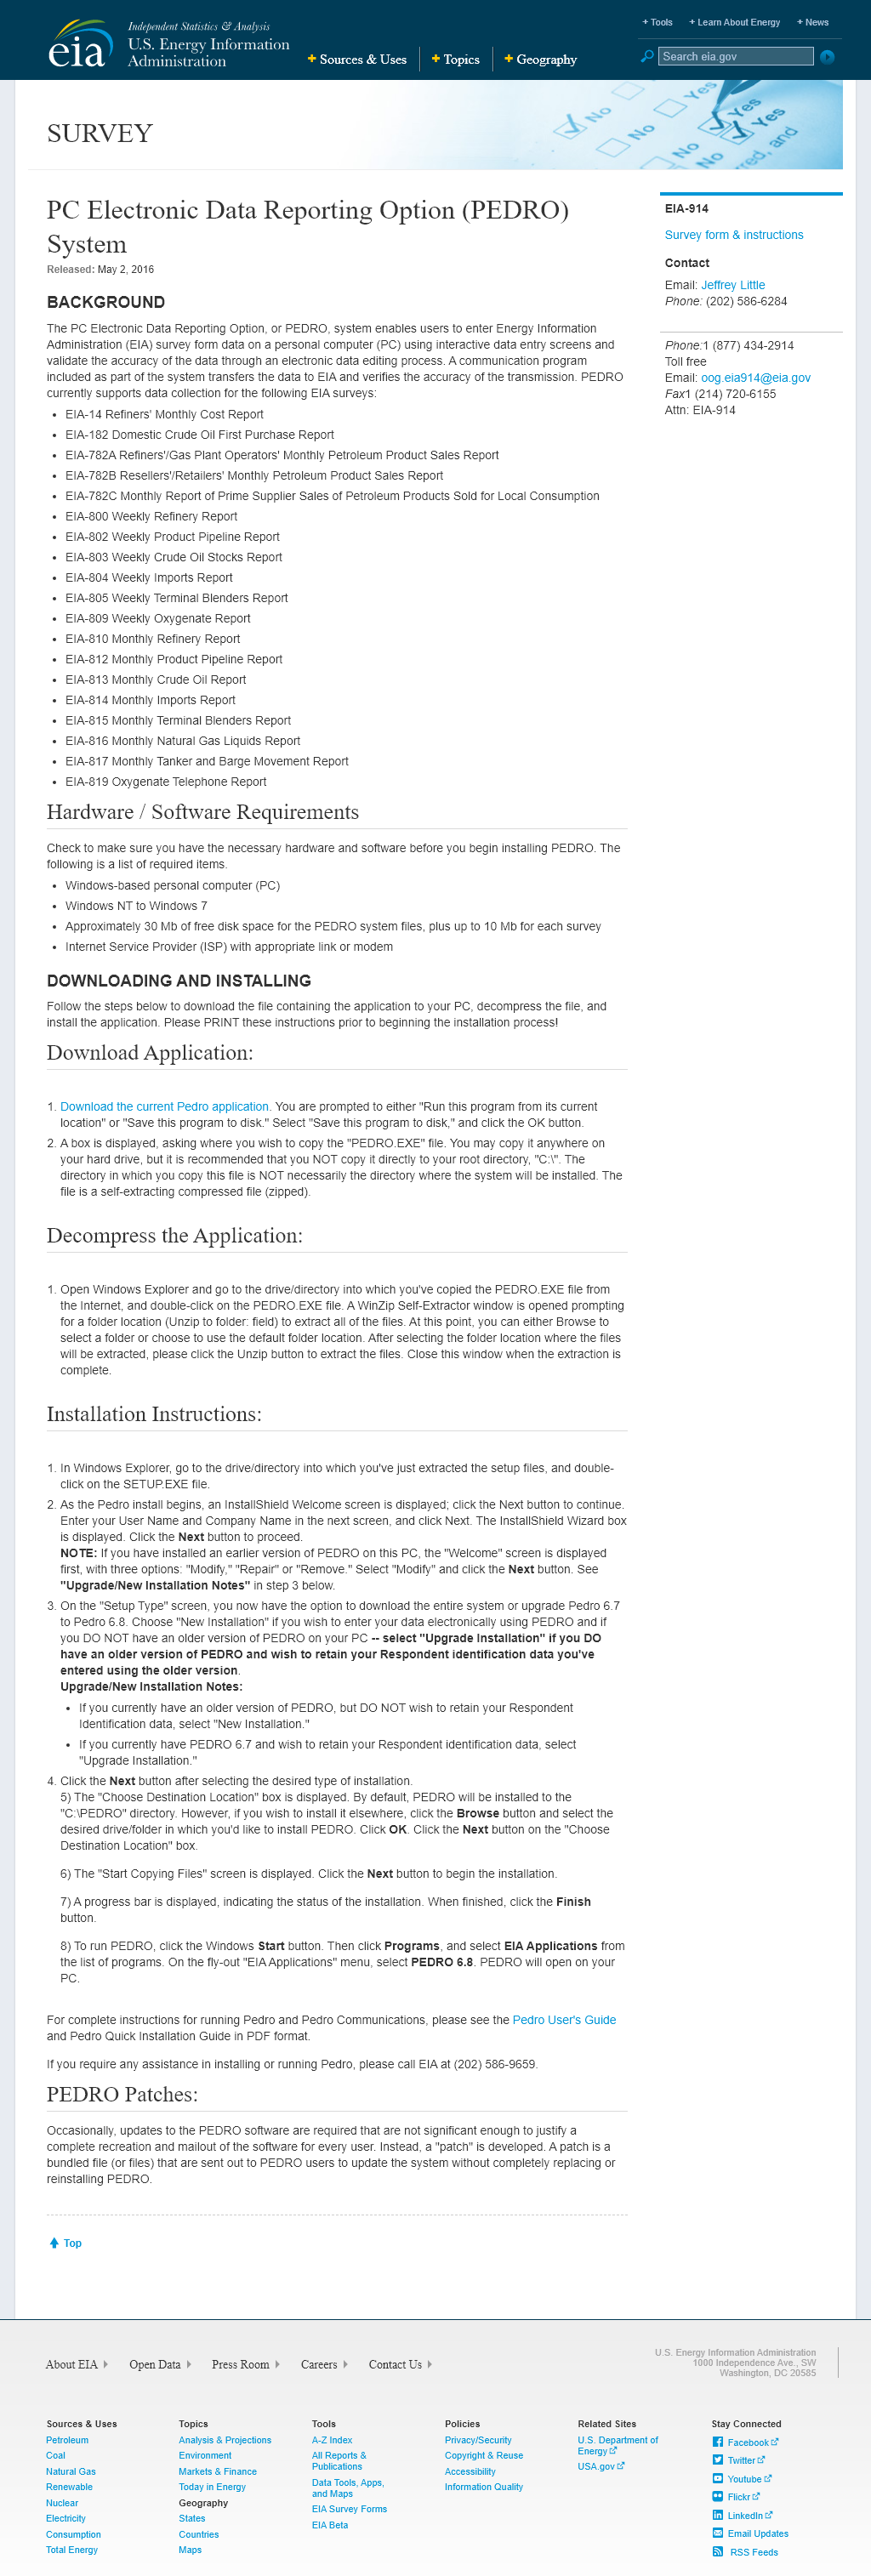 eia
Independent Statistics & Analysis
U.S. Energy Information
Administration
+ Sources & Uses
+ Topics
+ Geography
+ Tools
+ Learn About Energy
+ News
Search eia.gov
SURVEY
Yes
No
PC Electronic Data Reporting Option (PEDRO)
System
Released: May 2, 2016
BACKGROUND
The PC Electronic Data Reporting Option, or PEDRO, system enables users to enter Energy Information
Administration (EIA) survey form data on a personal computer (PC) using interactive data entry screens and
validate the accuracy of the data through an electronic data editing process. A communication program
included as part of the system transfers the data to EIA and verifies the accuracy of the transmission. PEDRO
currently supports data collection for the following EIA surveys:
• EIA-14 Refiners' Monthly Cost Report
• EIA-182 Domestic Crude Oil First Purchase Report
• EIA-782A Refiners'/Gas Plant Operators' Monthly Petroleum Product Sales Report
• EIA-782B Resellers'/Retailers' Monthly Petroleum Product Sales Report
• EIA-782C Monthly Report of Prime Supplier Sales of Petroleum Products Sold for Local Consumption
• EIA-800 Weekly Refinery Report
• EIA-802 Weekly Product Pipeline Report
• EIA-803 Weekly Crude Oil Stocks Report
• EIA-804 Weekly Imports Report
• EIA-805 Weekly Terminal Blenders Report
• EIA-809 Weekly Oxygenate Report
• EIA-810 Monthly Refinery Report
• EIA-812 Monthly Product Pipeline Report
• EIA-813 Monthly Crude Oil Report
• EIA-814 Monthly Imports Report
• EIA-815 Monthly Terminal Blenders Report
• EIA-816 Monthly Natural Gas Liquids Report
• EIA-817 Monthly Tanker and Barge Movement Report
• EIA-819 Oxygenate Telephone Report
Hardware / Software Requirements
Check to make sure you have the necessary hardware and software before you begin installing PEDRO. The
following is a list of required items.
• Windows-based personal computer (PC)
• Windows NT to Windows 7
• Approximately 30 Mb of free disk space for the PEDRO system files, plus up to 10 Mb for each survey
• Internet Service Provider (ISP) with appropriate link or modem
DOWNLOADING AND INSTALLING
Follow the steps below to download the file containing the application to your PC, decompress the file, and
install the application. Please PRINT these instructions prior to beginning the installation process!
Download Application:
1. Download the current Pedro application. You are prompted to either "Run this program from its current
location" or "Save this program to disk." Select "Save this program to disk," and click the OK button.
2. A box is displayed, asking where you wish to copy the "PEDRO.EXE" file. You may copy it anywhere on
your hard drive, but it is recommended that you NOT copy it directly to your root directory, "C:\". The
directory in which you copy this file is NOT necessarily the directory where the system will be installed. The
file is a self-extracting compressed file (zipped).
Decompress the Application:
1. Open Windows Explorer and go to the drive/directory into which you've copied the PEDRO.EXE file from
the Internet, and double-click on the PEDRO.EXE file. A WinZip Self-Extractor window is opened prompting
for a folder location (Unzip to folder: field) to extract all of the files. At this point, you can either Browse to
select a folder or choose to use the default folder location. After selecting the folder location where the files
will be extracted, please click the Unzip button to extract the files. Close this window when the extraction is
complete.
Installation Instructions:
1. In Windows Explorer, go to the drive/directory into which you've just extracted the setup files, and double-
click on the SETUP.EXE file.
2. As the Pedro install begins, an InstallShield Welcome screen is displayed; click the Next button to continue.
Enter your User Name and Company Name in the next screen, and click Next. The InstallShield Wizard box
is displayed. Click the Next button to proceed.
NOTE: If you have installed an earlier version of PEDRO on this PC, the "Welcome" screen is displayed
first, with three options: "Modify," "Repair" or "Remove." Select "Modify" and click the Next button. See
"Upgrade/New Installation Notes" in step 3 below.
3. On the "Setup Type" screen, you now have the option to download the entire system or upgrade Pedro 6.7
to Pedro 6.8. Choose "New Installation" if you wish to enter your data electronically using PEDRO and if
you DO NOT have an older version of PEDRO on your PC -- select "Upgrade Installation" if you DO
have an older version of PEDRO and wish to retain your Respondent identification data you've
entered using the older version.
Upgrade/New Installation Notes:
• If you currently have an older version of PEDRO, but DO NOT wish to retain your Respondent
Identification data, select "New Installation."
• If you currently have PEDRO 6.7 and wish to retain your Respondent identification data, select
"Upgrade Installation."
4. Click the Next button after selecting the desired type of installation.
5) The "Choose Destination Location" box is displayed. By default, PEDRO will be installed to the
"C:\PEDRO" directory. However, if you wish to install it elsewhere, click the Browse button and select the
desired drive/folder in which you'd like to install PEDRO. Click OK. Click the Next button on the "Choose
Destination Location" box.
6) The "Start Copying Files" screen is displayed. Click the Next button to begin the installation.
7) A progress bar is displayed, indicating the status of the installation. When finished, click the Finish
button.
8) To run PEDRO, click the Windows Start button. Then click Programs, and select EIA Applications from
the list of programs. On the fly-out "EIA Applications" menu, select PEDRO 6.8. PEDRO will open on your
PC.
For complete instructions for running Pedro and Pedro Communications, please see the Pedro User's Guide
and Pedro Quick Installation Guide in PDF format.
If you require any assistance in installing or running Pedro, please call EIA at (202) 586-9659.
PEDRO Patches:
Occasionally, updates to the PEDRO software are required that are not significant enough to justify a
complete recreation and mailout of the software for every user. Instead, a "patch" is developed. A patch is a
bundled file (or files) that are sent out to PEDRO users to update the system without completely replacing or
reinstalling PEDRO.
Top
EIA-914
Survey form & instructions
Contact
Email: Jeffrey Little
Phone: (202) 586-6284
Phone:1 (877) 434-2914
Toll free
Email: oog.eia914@eia.gov
Fax1 (214) 720-6155
Attn: EIA-914
About EIA
Open Data
Press Room
Careers
Contact Us
U.S. Energy Information Administration
1000 Independence Ave., SW
Washington, DC 20585
Sources & Uses
Petroleum
Coal
Natural Gas
Renewable
Nuclear
Electricity
Consumption
Total Energy
Topics
Analysis & Projections
Environment
Markets & Finance
Today in Energy
Geography
States
Countries
Maps
Tools
A-Z Index
All Reports &
Publications
Data Tools, Apps,
and Maps
EIA Survey Forms
EIA Beta
Policies
Privacy/Security
Copyright & Reuse
Accessibility
Information Quality
Related Sites
U.S. Department of
Energy
USA.gov
Stay Connected
Facebook
Twitter
Youtube
Flickr
LinkedIn
Email Updates
RSS Feeds